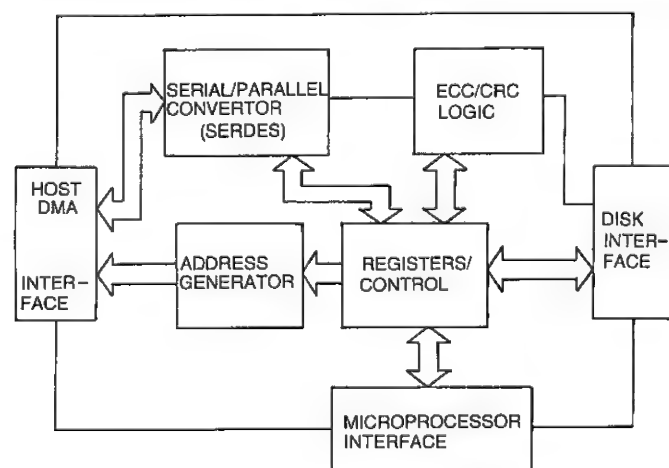 SERIAL/PARALLEL
CONVERTOR
(SERDES)
ECC/CRC
LOGIC
HOST
DMA
INTER-
FACE
ADDRESS
GENERATOR
REGISTERS/
CONTROL
DISK
INTER-
FACE
MICROPROCESSOR
INTERFACE